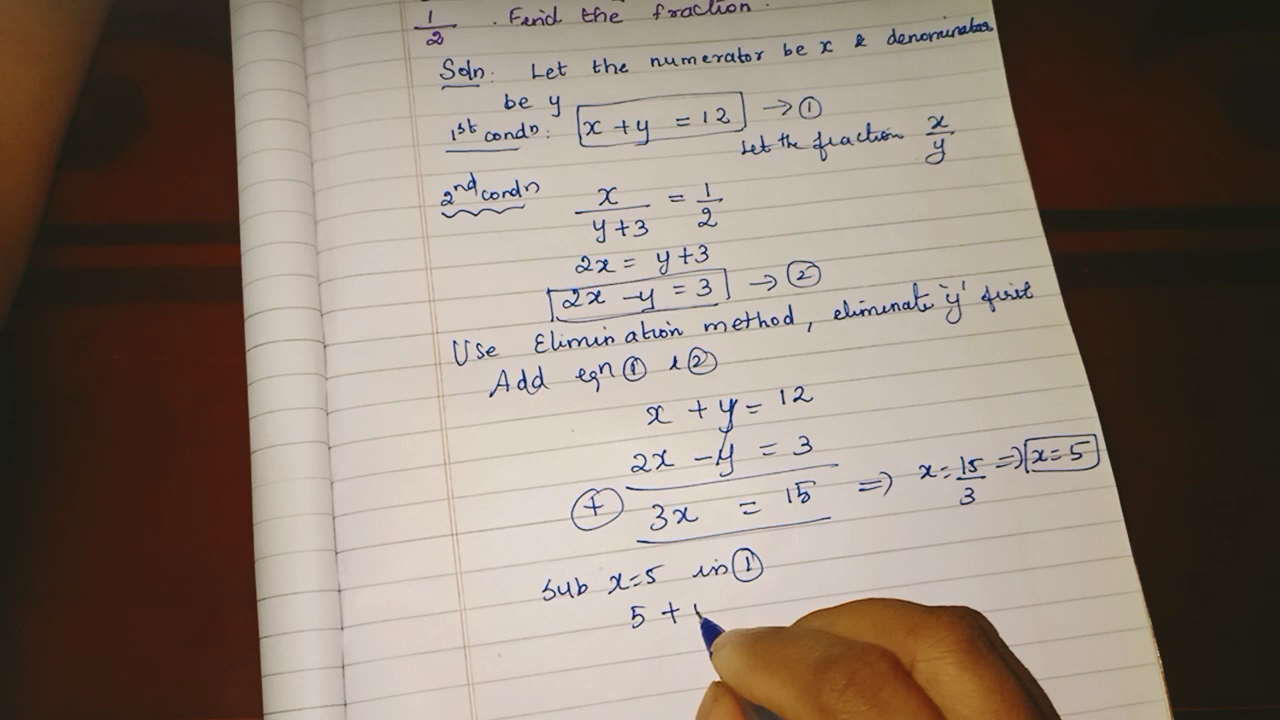 1/2 . Find the fraction.
Soln. Let the numerator be x & denominator
be y
1st condn: x + y = 12 → ①
Let the fraction x/y
2nd condn x/(y+3) = 1/2
2x = y+3
2x - y = 3 → ②
Use Elimination method, eliminate 'y' first
Add eqn ① & ②
x + y = 12
2x - y = 3
(+) 3x = 15 => x = 15/3 => x = 5
Sub x=5 in ①
5 +